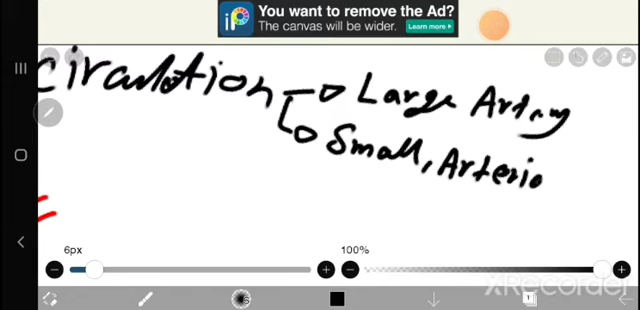 You want to remove the Ad?
The canvas will be wider.
Learn more ▸
Circulation → Large Artery
→ Small, Arterio
=
6px
100%
1
XRecorder